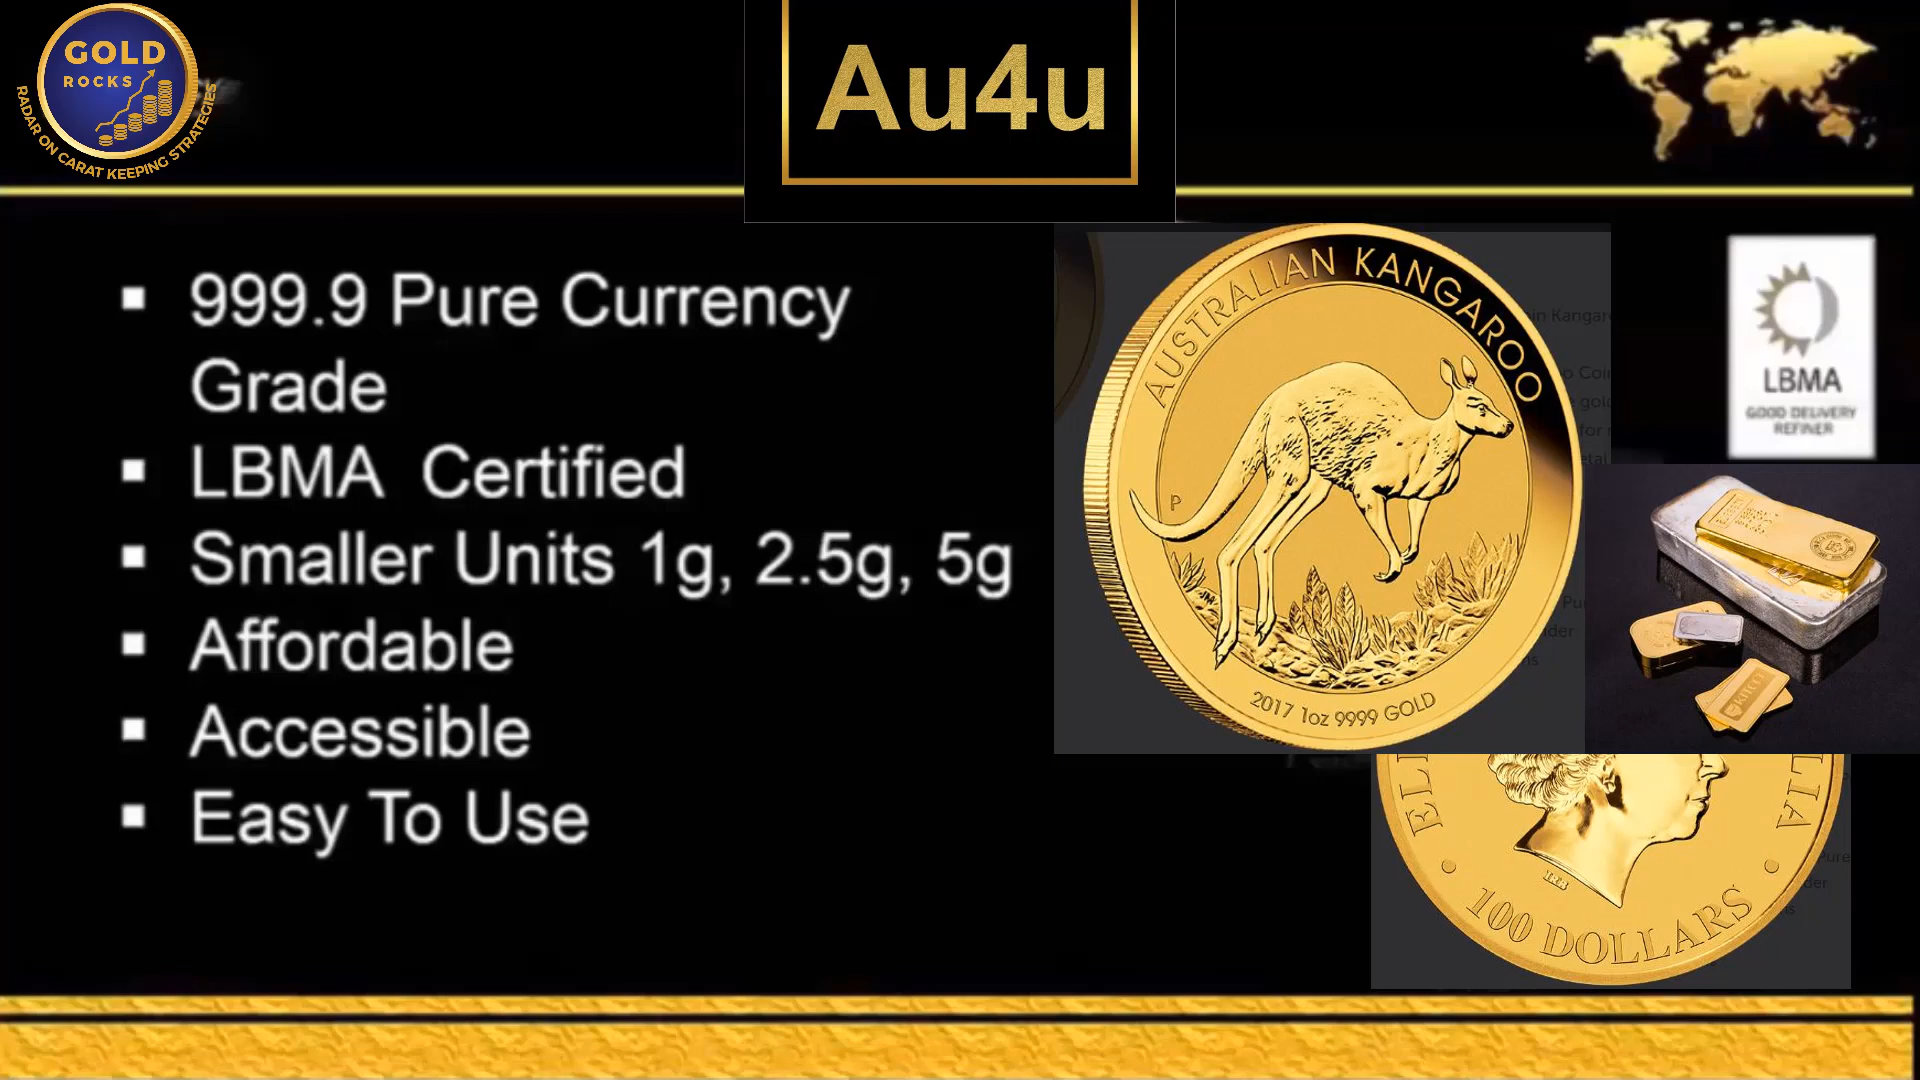 GOLD
ROCKS
RADAR ON CARAT KEEPING STRATEGIES
Au4u
999.9 Pure Currency
Grade
LBMA Certified
Smaller Units 1g, 2.5g, 5g
Affordable
Accessible
Easy To Use
AUSTRALIAN KANGAROO
P
2017 1oz 9999 GOLD
LBMA
GOOD DELIVERY
REFINER
100 DOLLARS
IRB